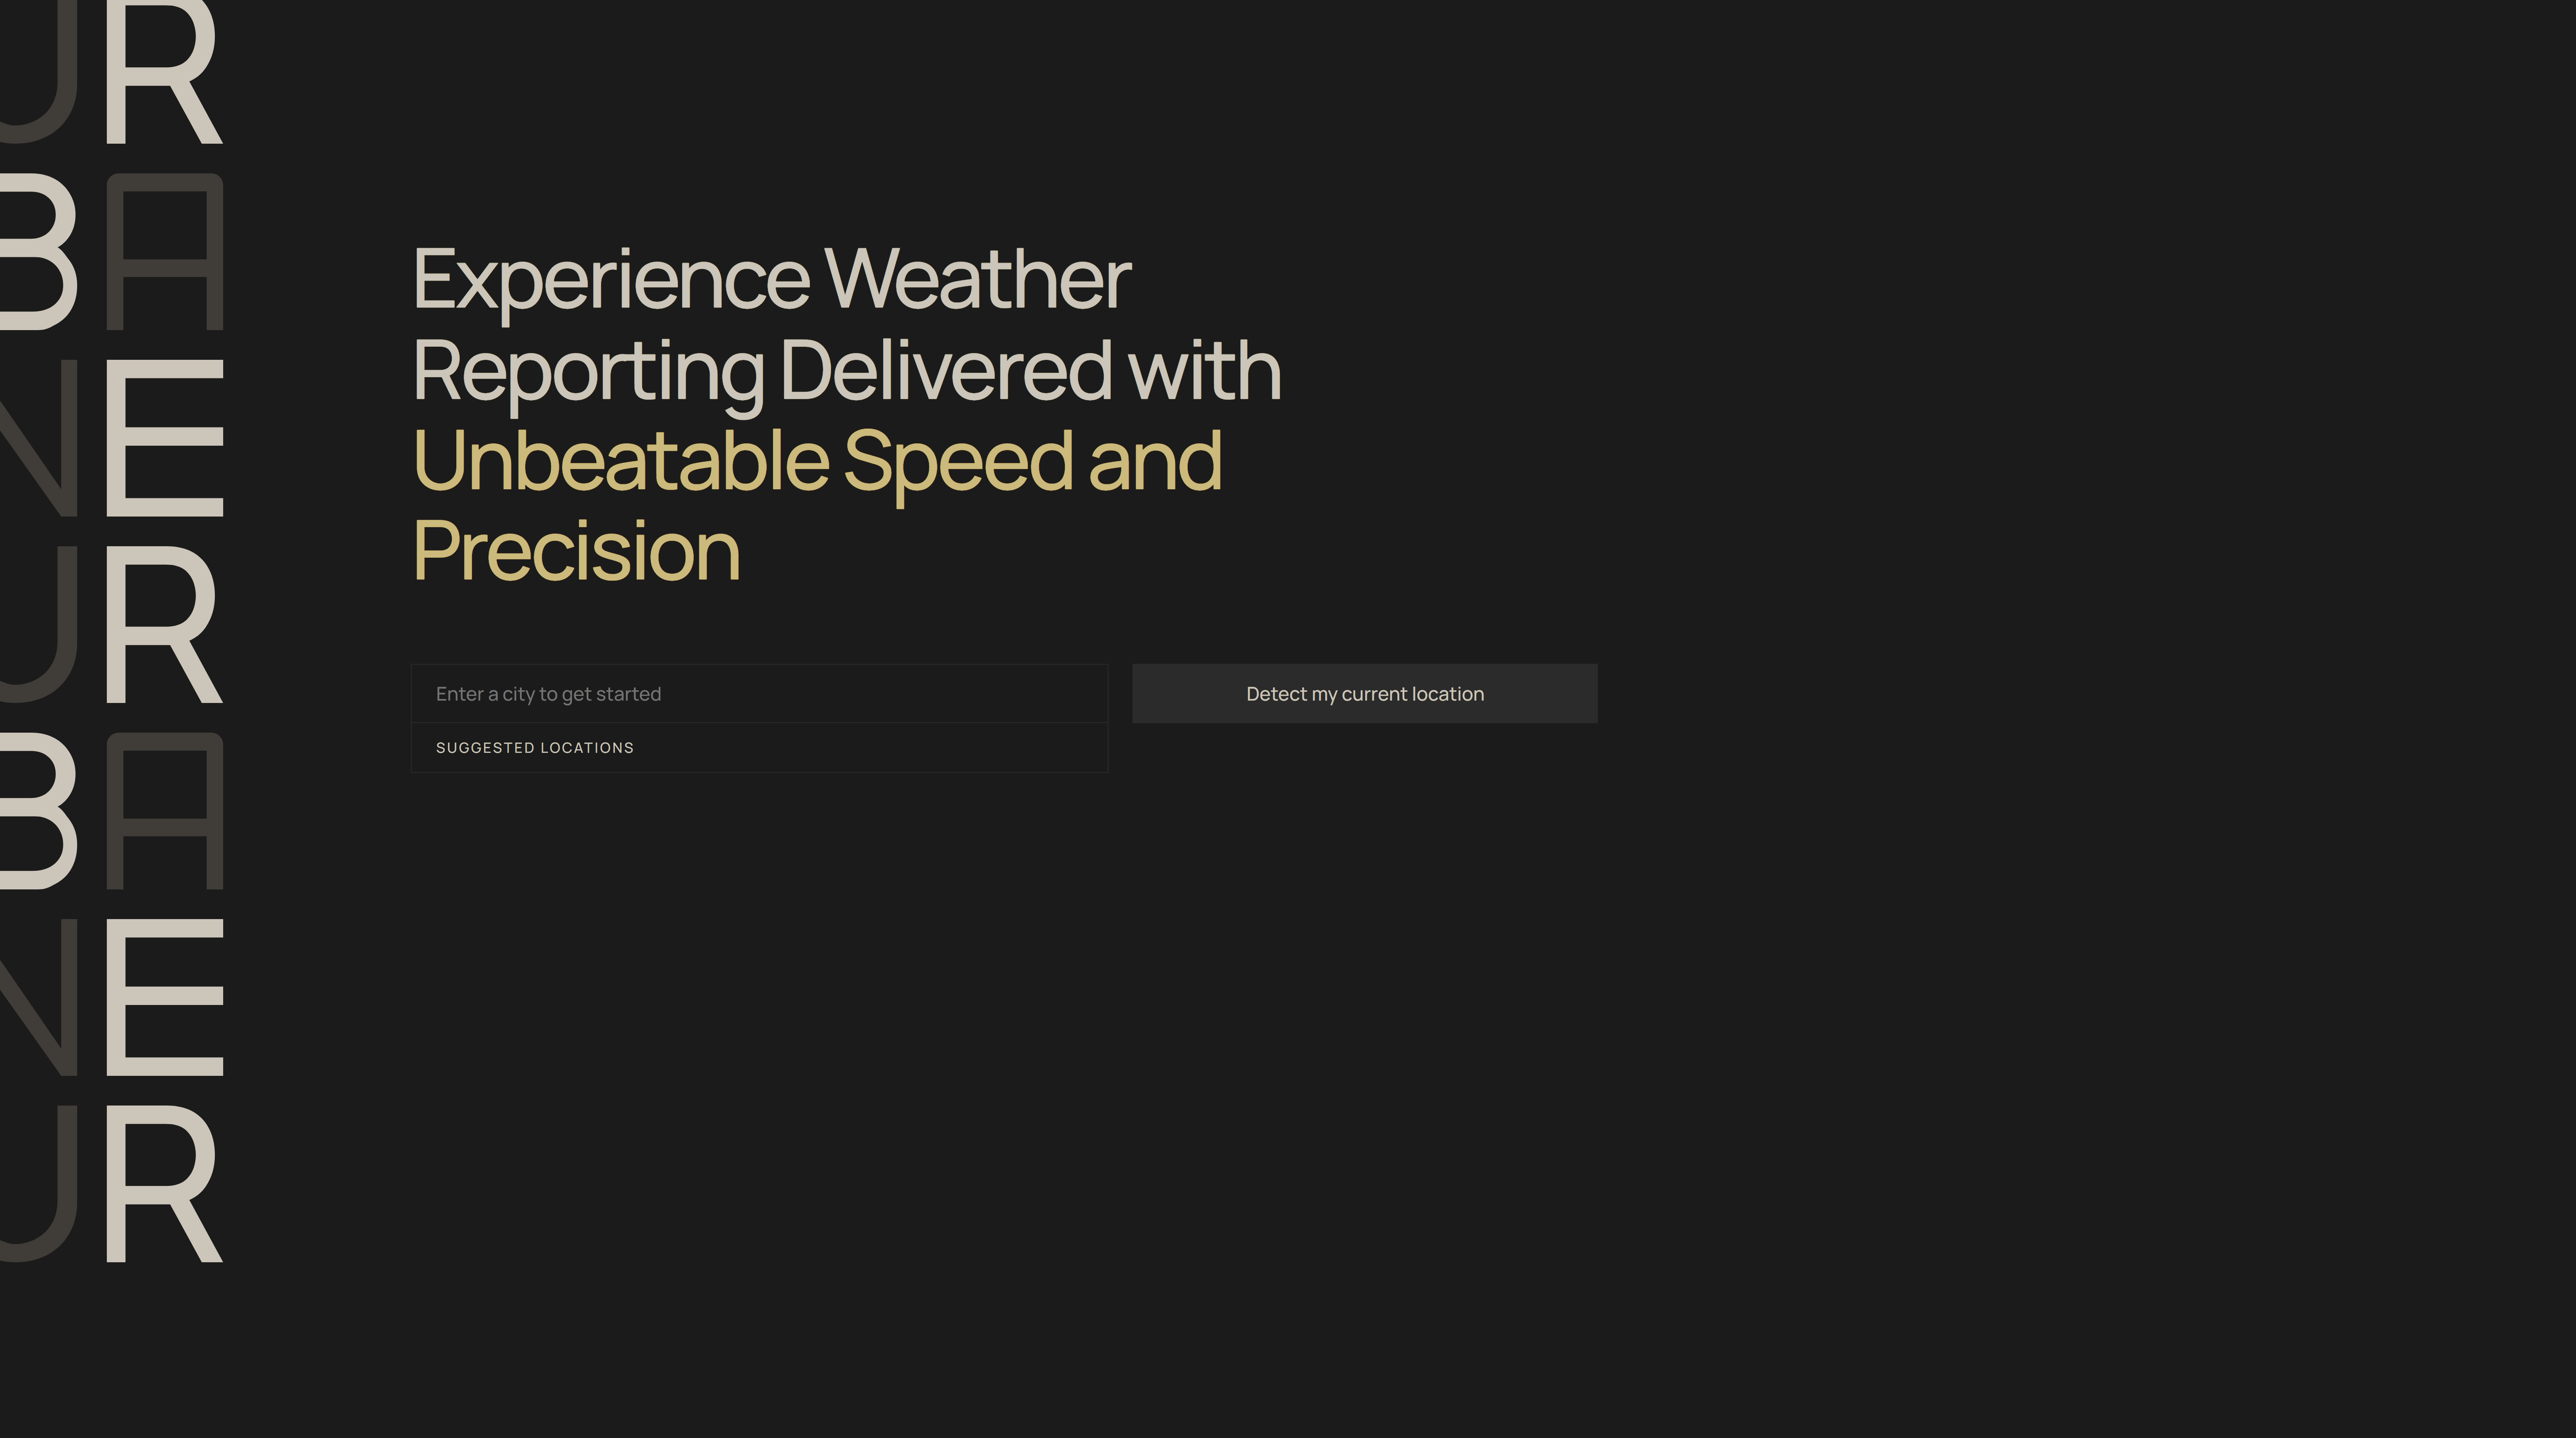 UR
BA
NE
UR
BA
NE
UR
Experience Weather
Reporting Delivered with
Unbeatable Speed and
Precision
Enter a city to get started
Detect my current location
SUGGESTED LOCATIONS